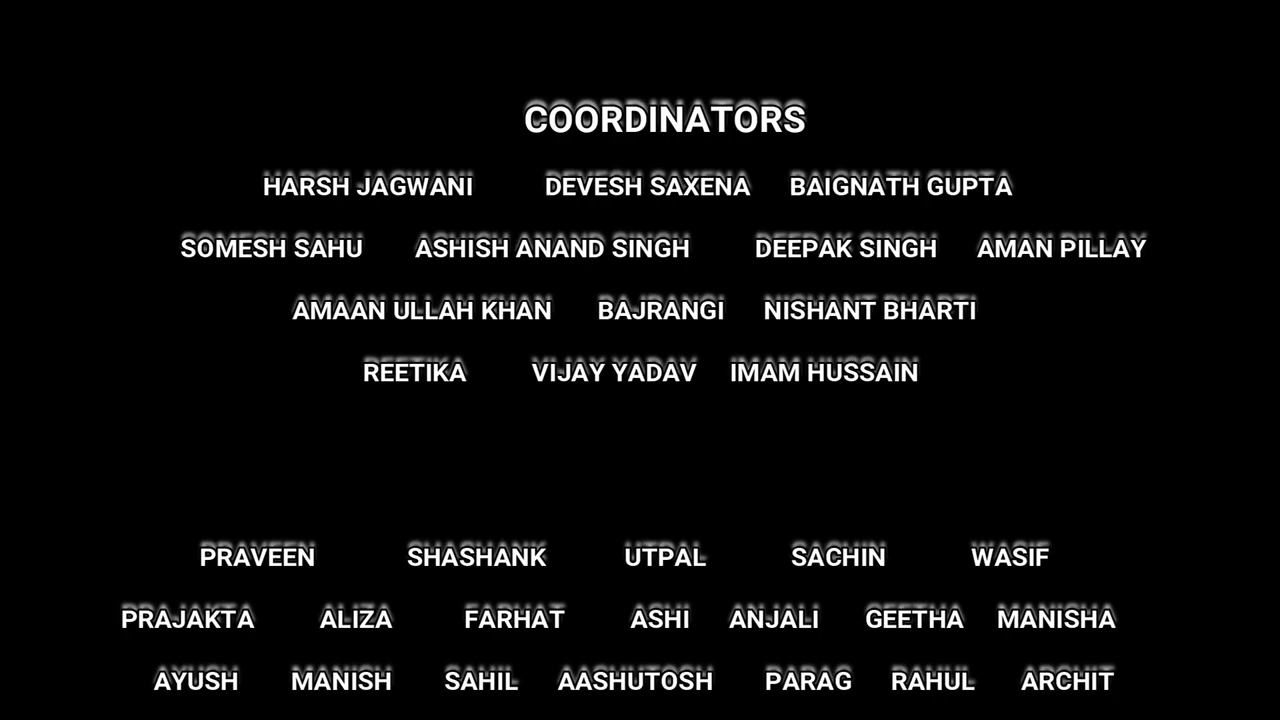 COORDINATORS
HARSH JAGWANI DEVESH SAXENA BAIGNATH GUPTA
SOMESH SAHU ASHISH ANAND SINGH DEEPAK SINGH AMAN PILLAY
AMAAN ULLAH KHAN BAJRANGI NISHANT BHARTI
REETIKA VIJAY YADAV IMAM HUSSAIN
PRAVEEN SHASHANK UTPAL SACHIN WASIF
PRAJAKTA ALIZA FARHAT ASHI ANJALI GEETHA MANISHA
AYUSH MANISH SAHIL AASHUTOSH PARAG RAHUL ARCHIT